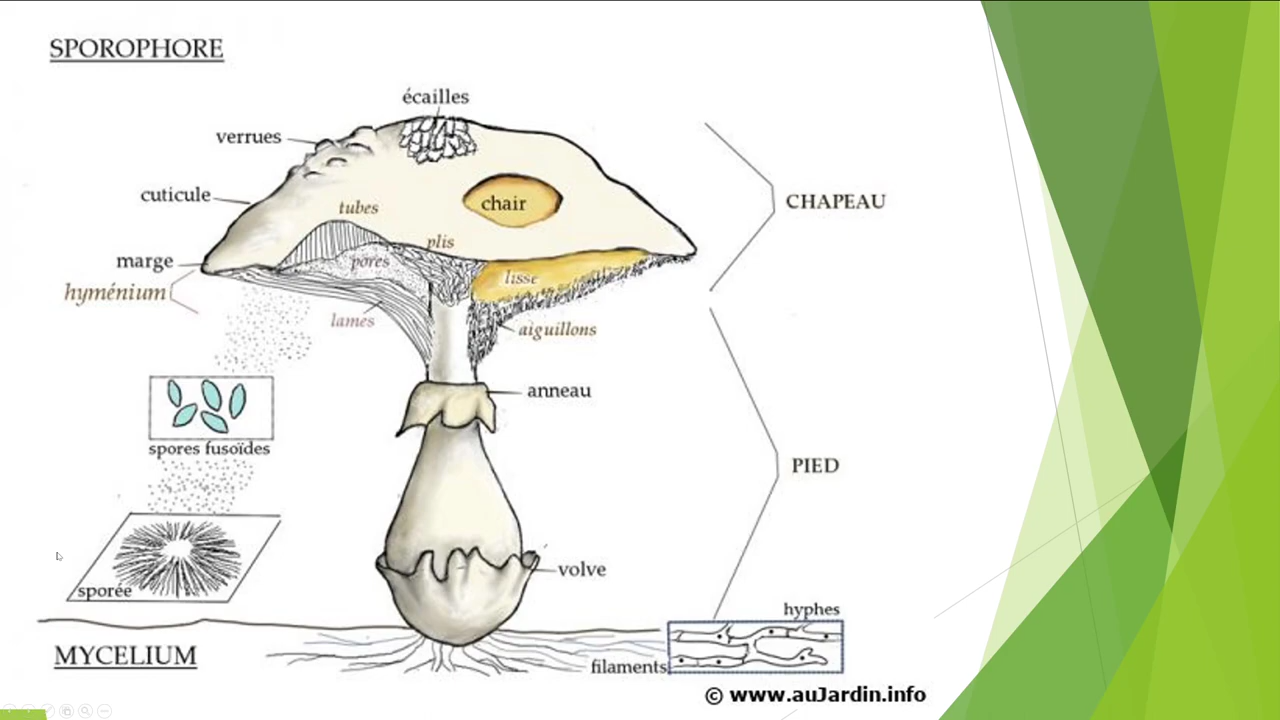 SPOROPHORE
écailles
verrues
cuticule
chair
CHAPEAU
tubes
plis
marge
pores
hyménium
lisse
lames
aiguillons
anneau
spores fusoïdes
PIED
volve
sporée
hyphes
MYCELIUM
filaments
© www.auJardin.info